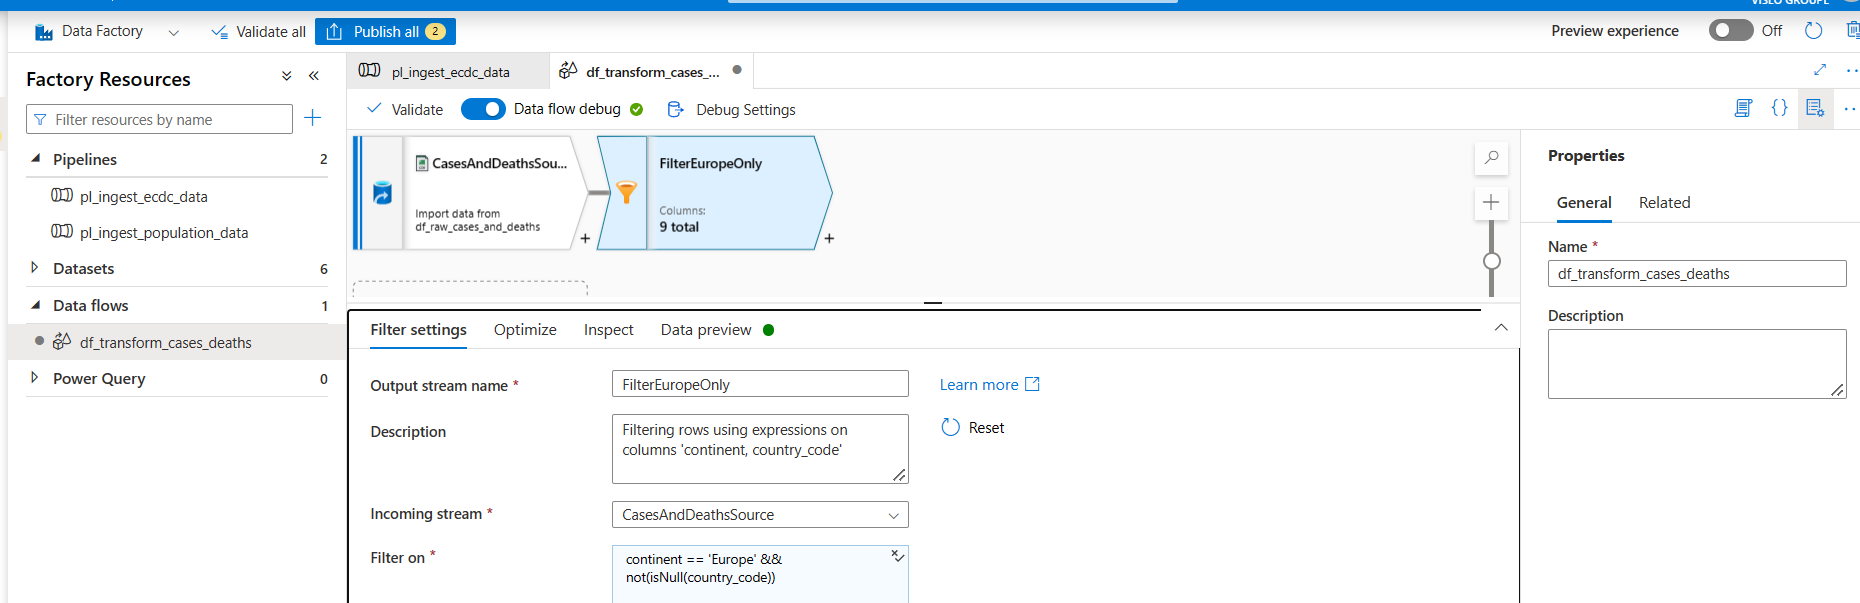 VISEO GROUPE
Data Factory
Validate all
Publish all 2
Preview experience
Off
Factory Resources
Filter resources by name
Pipelines 2
pl_ingest_ecdc_data
pl_ingest_population_data
Datasets 6
Data flows 1
df_transform_cases_deaths
Power Query 0
pl_ingest_ecdc_data
df_transform_cases_...
Validate
Data flow debug
Debug Settings
CasesAndDeathsSou...
Import data from
df_raw_cases_and_deaths
+
FilterEuropeOnly
Columns:
9 total
+
Filter settings
Optimize
Inspect
Data preview
Output stream name *
FilterEuropeOnly
Learn more
Description
Filtering rows using expressions on
columns 'continent, country_code'
Reset
Incoming stream *
CasesAndDeathsSource
Filter on *
continent == 'Europe' &&
not(isNull(country_code))
Properties
General
Related
Name *
df_transform_cases_deaths
Description